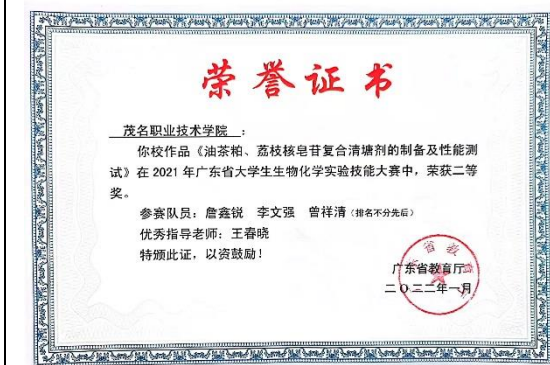 荣誉证书
茂名职业技术学院：
你校作品《油茶粕、荔枝核皂苷复合清塘剂的制备及性能测
试》在 2021 年广东省大学生生物化学实验技能大赛中，荣获二等
奖。
参赛队员：詹鑫锐 李文强 曾祥清（排名不分先后）
优秀指导老师：王春晓
特颁此证，以资鼓励！
广东省教育厅
二〇二二年一月